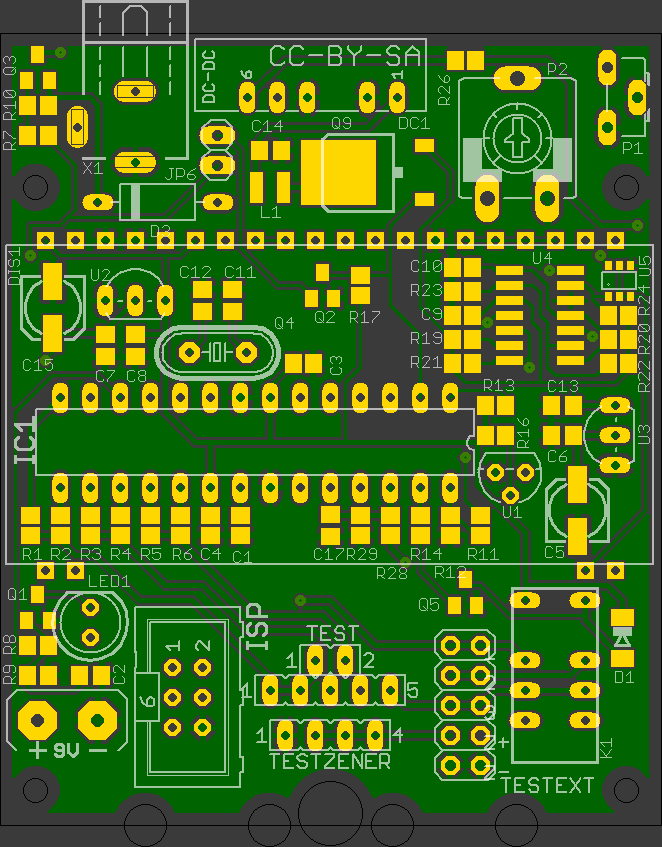 CC-BY-SA
DC-DC
6
1
Q3
R10
R7
X1
C14
Q9
DC1
R26
P2
P1
JP6
L1
D2
DIS1
U2
C12
C11
Q2
R17
C10
R23
C9
R19
R21
U4
U5
R24
R20
R22
C15
C7
C8
Q4
C3
R13
C13
R16
C6
U3
IC1
U1
C5
R1
R2
R3
R4
R5
R6
C4
C1
C17
R29
R28
R14
R12
R11
Q1
LED1
R8
R9
C2
ISP
1
2
6
TEST
1
2
1
5
1
4
TESTZENER
Q5
2+
2-
D1
K1
+ 9V -
TESTEXT